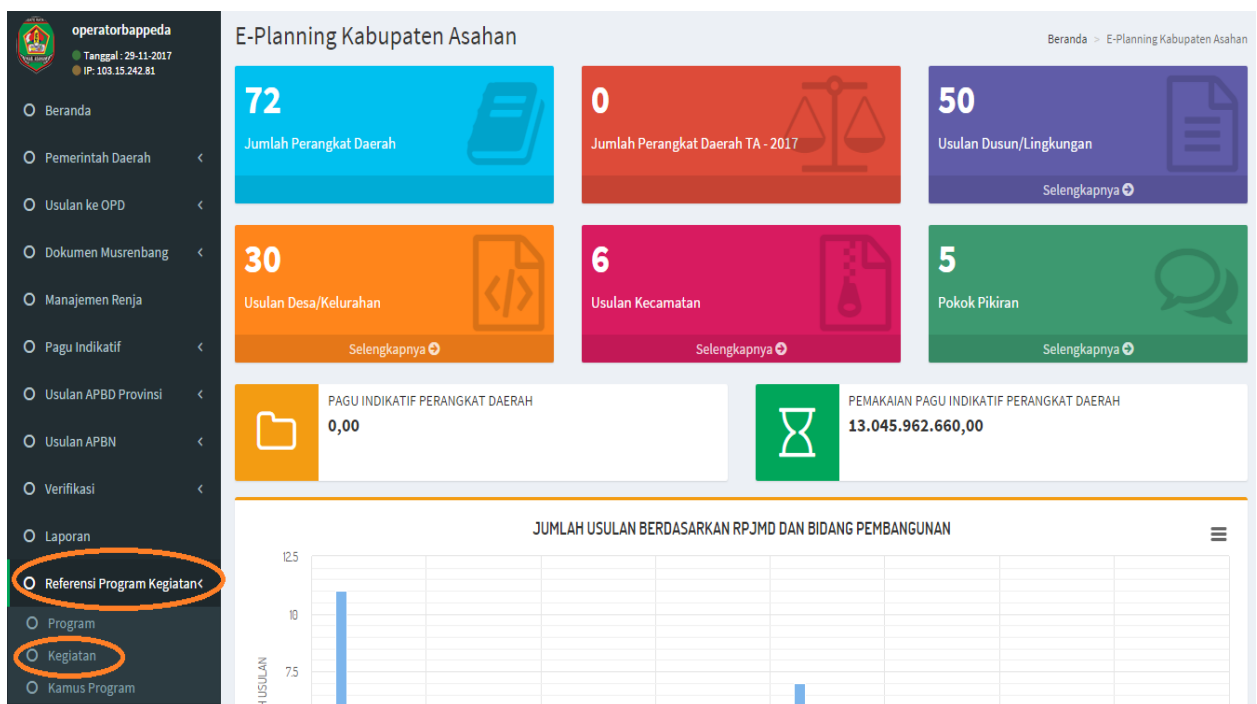 operatorbappeda
Tanggal : 29-11-2017
IP: 103.15.242.81
Beranda
Pemerintah Daerah
Usulan ke OPD
Dokumen Musrenbang
Manajemen Renja
Pagu Indikatif
Usulan APBD Provinsi
Usulan APBN
Verifikasi
Laporan
Referensi Program Kegiatan
Program
Kegiatan
Kamus Program
E-Planning Kabupaten Asahan
Beranda > E-Planning Kabupaten Asahan
72
Jumlah Perangkat Daerah
0
Jumlah Perangkat Daerah TA - 2017
50
Usulan Dusun/Lingkungan
Selengkapnya
30
Usulan Desa/Kelurahan
Selengkapnya
6
Usulan Kecamatan
Selengkapnya
5
Pokok Pikiran
Selengkapnya
PAGU INDIKATIF PERANGKAT DAERAH
0,00
PEMAKAIAN PAGU INDIKATIF PERANGKAT DAERAH
13.045.962.660,00
JUMLAH USULAN BERDASARKAN RPJMD DAN BIDANG PEMBANGUNAN
12.5
10
7.5
USULAN